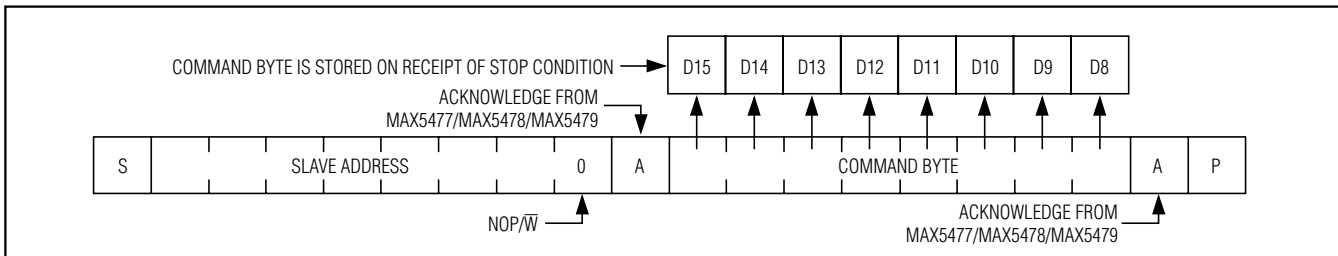 COMMAND BYTE IS STORED ON RECEIPT OF STOP CONDITION D15 D14 D13 D12 D11 D10 D9 D8
ACKNOWLEDGE FROM
MAX5477/MAX5478/MAX5479
S SLAVE ADDRESS 0 A COMMAND BYTE A P
NOP/W̅
ACKNOWLEDGE FROM
MAX5477/MAX5478/MAX5479